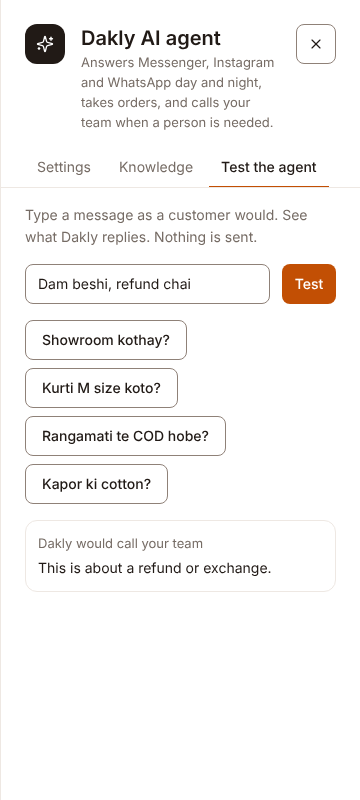 Dakly AI agent
Answers Messenger, Instagram
and WhatsApp day and night,
takes orders, and calls your
team when a person is needed.
Settings Knowledge Test the agent
Type a message as a customer would. See
what Dakly replies. Nothing is sent.
Dam beshi, refund chai
Test
Showroom kothay?
Kurti M size koto?
Rangamati te COD hobe?
Kapor ki cotton?
Dakly would call your team
This is about a refund or exchange.